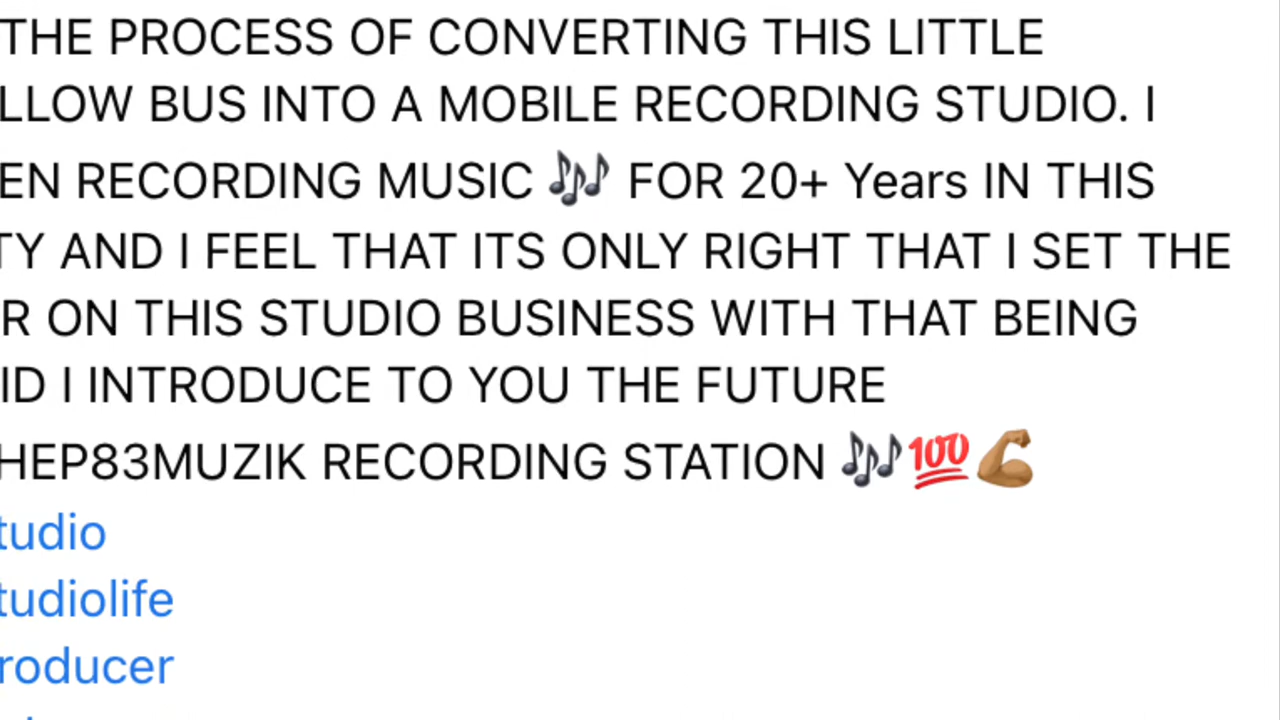 THE PROCESS OF CONVERTING THIS LITTLE
LLOW BUS INTO A MOBILE RECORDING STUDIO. I
EN RECORDING MUSIC 🎶 FOR 20+ Years IN THIS
TY AND I FEEL THAT ITS ONLY RIGHT THAT I SET THE
R ON THIS STUDIO BUSINESS WITH THAT BEING
ID I INTRODUCE TO YOU THE FUTURE
HEP83MUZIK RECORDING STATION 🎶💯💪🏽
tudio
tudiolife
roducer